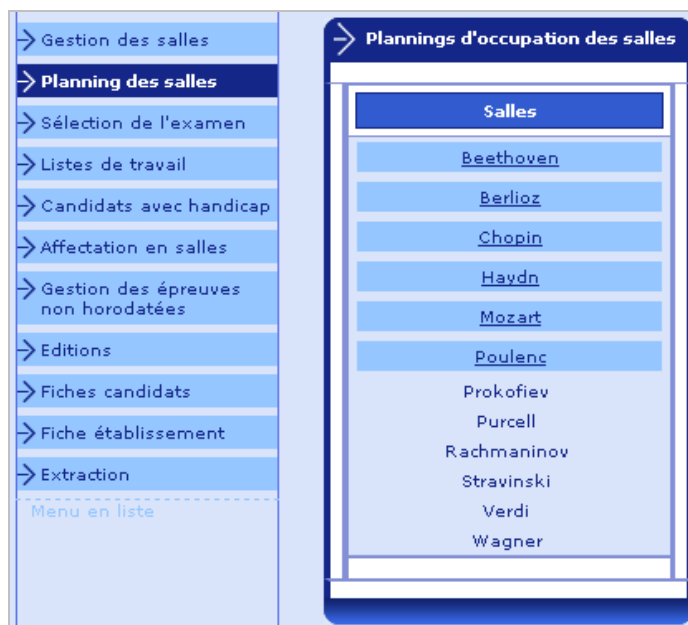 Gestion des salles
Planning des salles
Sélection de l'examen
Listes de travail
Candidats avec handicap
Affectation en salles
Gestion des épreuves
non horodatées
Editions
Fiches candidats
Fiche établissement
Extraction
Menu en liste
Plannings d'occupation des salles
Salles
Beethoven
Berlioz
Chopin
Haydn
Mozart
Poulenc
Prokofiev
Purcell
Rachmaninov
Stravinski
Verdi
Wagner